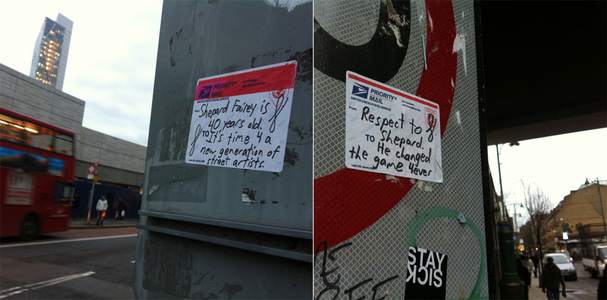 PRIORITY
MAIL
Shepard Fairey is
40 years old.
It's time 4 a
new generation of
street artists.
PRIORITY
MAIL
Respect to
to Shepard.
He changed
the game 4ever
STAY
SICK